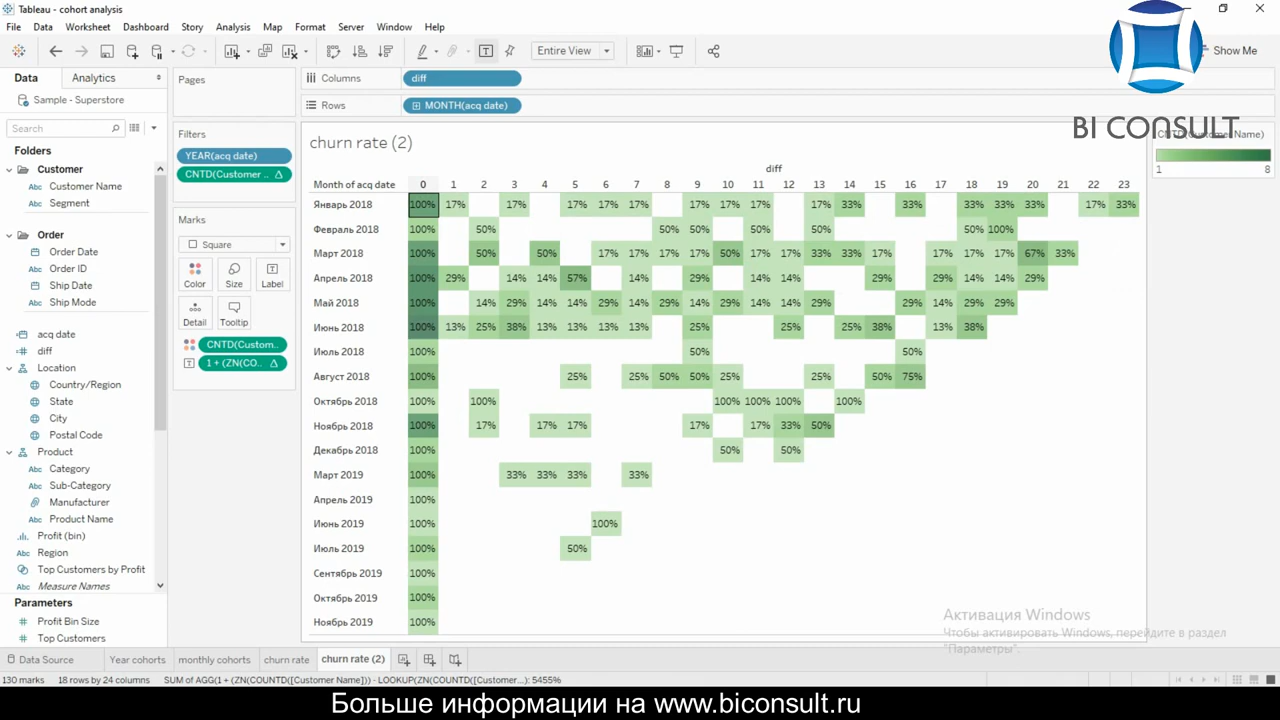 Tableau - cohort analysis
File Data Worksheet Dashboard Story Analysis Map Format Server Window Help
Entire View
Show Me
BI CONSULT
Data Analytics
Sample - Superstore
Search
Folders
Customer
Abc Customer Name
Abc Segment
Order
Order Date
Abc Order ID
Ship Date
Abc Ship Mode
acq date
diff
Location
Country/Region
State
City
Postal Code
Product
Abc Category
Abc Sub-Category
Manufacturer
Abc Product Name
Profit (bin)
Abc Region
Top Customers by Profit
Abc Measure Names
Parameters
Profit Bin Size
Top Customers
Pages
Filters
YEAR(acq date)
CNTD(Customer ..
Marks
Square
Color Size Label
Detail Tooltip
CNTD(Custom..
1 + (ZN(CO..
Columns diff
Rows MONTH(acq date)
churn rate (2)
diff
Month of acq date 0 1 2 3 4 5 6 7 8 9 10 11 12 13 14 15 16 17 18 19 20 21 22 23
Январь 2018 100% 17% 17% 17% 17% 17% 17% 17% 17% 17% 33% 33% 33% 33% 33% 17% 33%
Февраль 2018 100% 50% 50% 50% 50% 50% 50% 100%
Март 2018 100% 50% 50% 17% 17% 17% 17% 50% 17% 17% 33% 33% 17% 17% 17% 17% 67% 33%
Апрель 2018 100% 29% 14% 14% 57% 14% 29% 14% 14% 29% 29% 14% 14% 29%
Май 2018 100% 14% 29% 14% 14% 29% 14% 29% 14% 29% 14% 14% 29% 29% 14% 29% 29%
Июнь 2018 100% 13% 25% 38% 13% 13% 13% 13% 25% 25% 25% 38% 13% 38%
Июль 2018 100% 50% 50%
Август 2018 100% 25% 25% 50% 50% 25% 25% 50% 75%
Октябрь 2018 100% 100% 100% 100% 100% 100%
Ноябрь 2018 100% 17% 17% 17% 17% 17% 33% 50%
Декабрь 2018 100% 50% 50%
Март 2019 100% 33% 33% 33% 33%
Апрель 2019 100%
Июнь 2019 100% 100%
Июль 2019 100% 50%
Сентябрь 2019 100%
Октябрь 2019 100%
Ноябрь 2019 100%
CNTD(Customer Name)
1 8
Активация Windows
Чтобы активировать Windows, перейдите в раздел
"Параметры".
Data Source Year cohorts monthly cohorts churn rate churn rate (2)
130 marks 18 rows by 24 columns SUM of AGG(1 + (ZN(COUNTD([Customer Name])) - LOOKUP(ZN(COUNTD([Customer...): 5455%
Больше информации на www.biconsult.ru